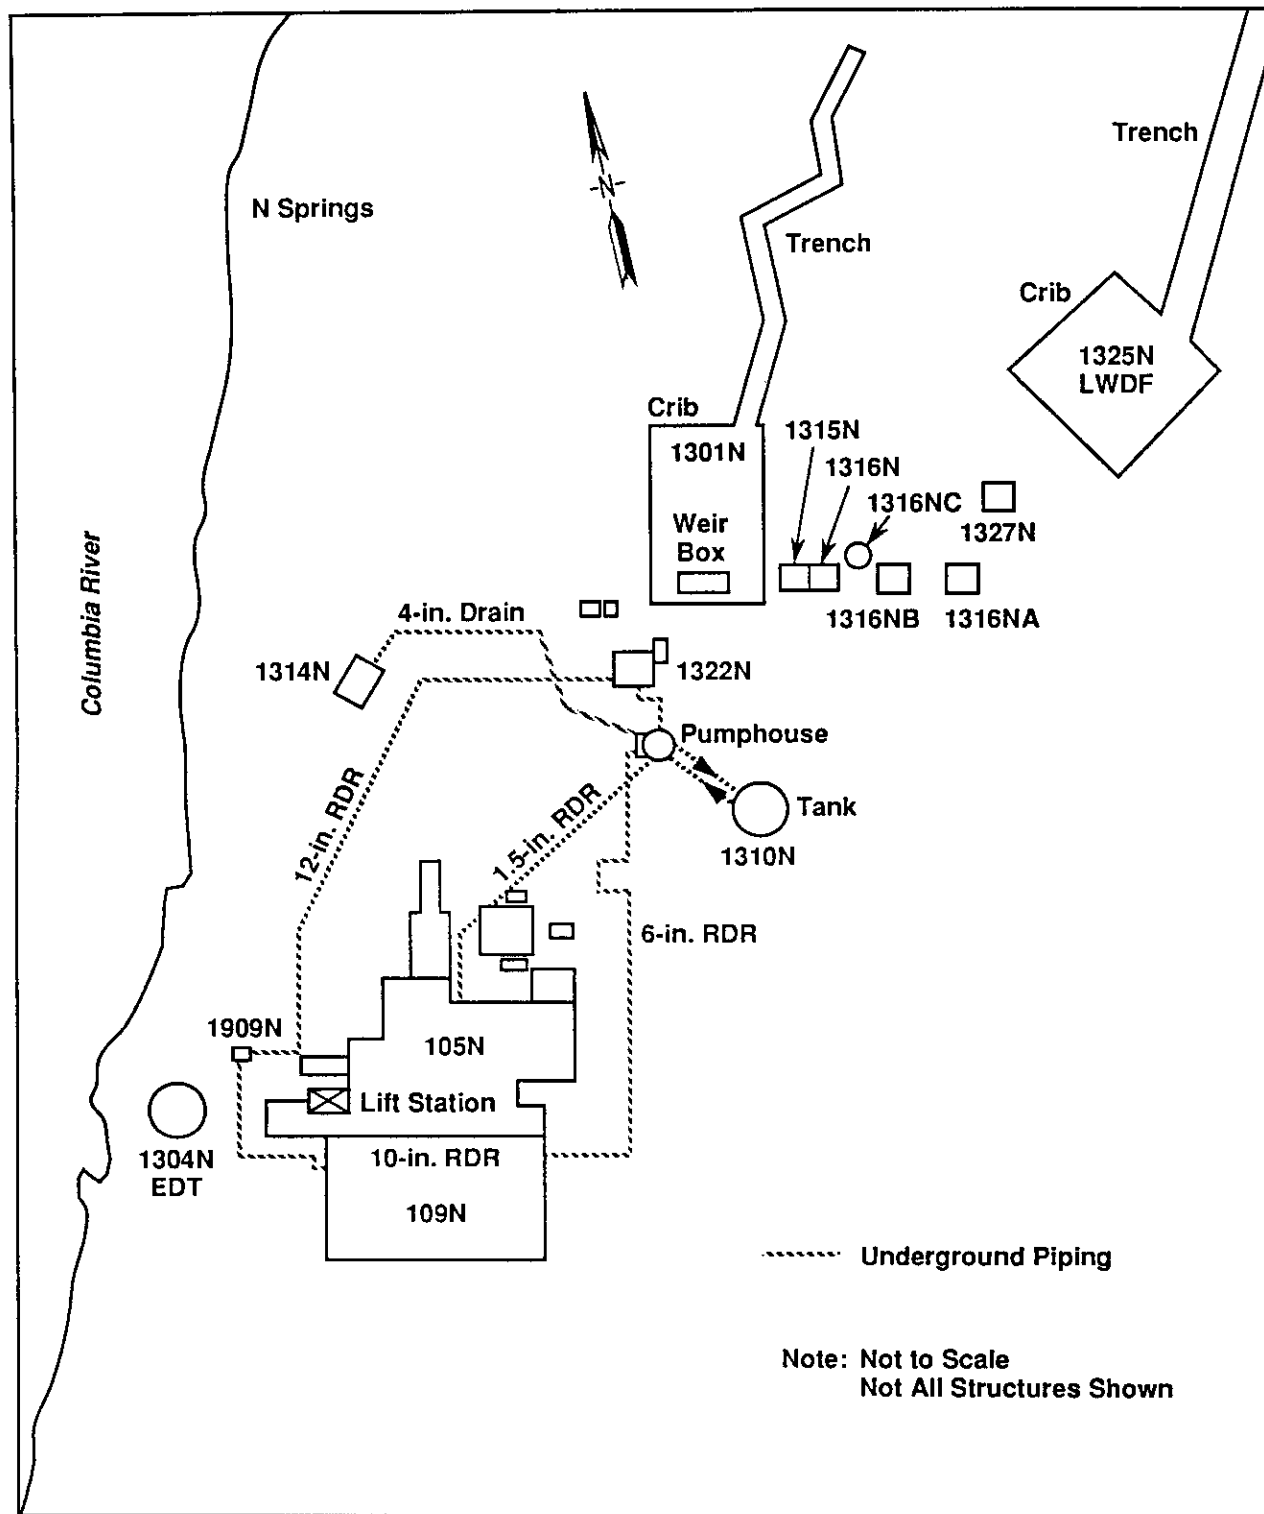 Trench
N Springs
Trench
Crib
1325N
LWDF
Crib
1301N
1315N
1316N
1316NC
1327N
Weir
Box
1316NB
1316NA
4-in. Drain
1314N
1322N
Columbia River
Pumphouse
Tank
1310N
12-in. RDR
1.5-in. RDR
6-in. RDR
1909N
105N
Lift Station
1304N
EDT
10-in. RDR
109N
Underground Piping
Note: Not to Scale
Not All Structures Shown
N